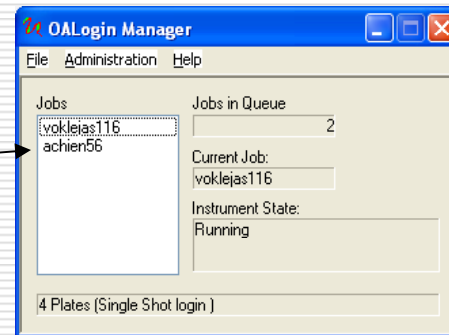 OALogin Manager
File Administration Help
Jobs
voklejas116
achien56
Jobs in Queue
2
Current Job:
voklejas116
Instrument State:
Running
4 Plates (Single Shot login )